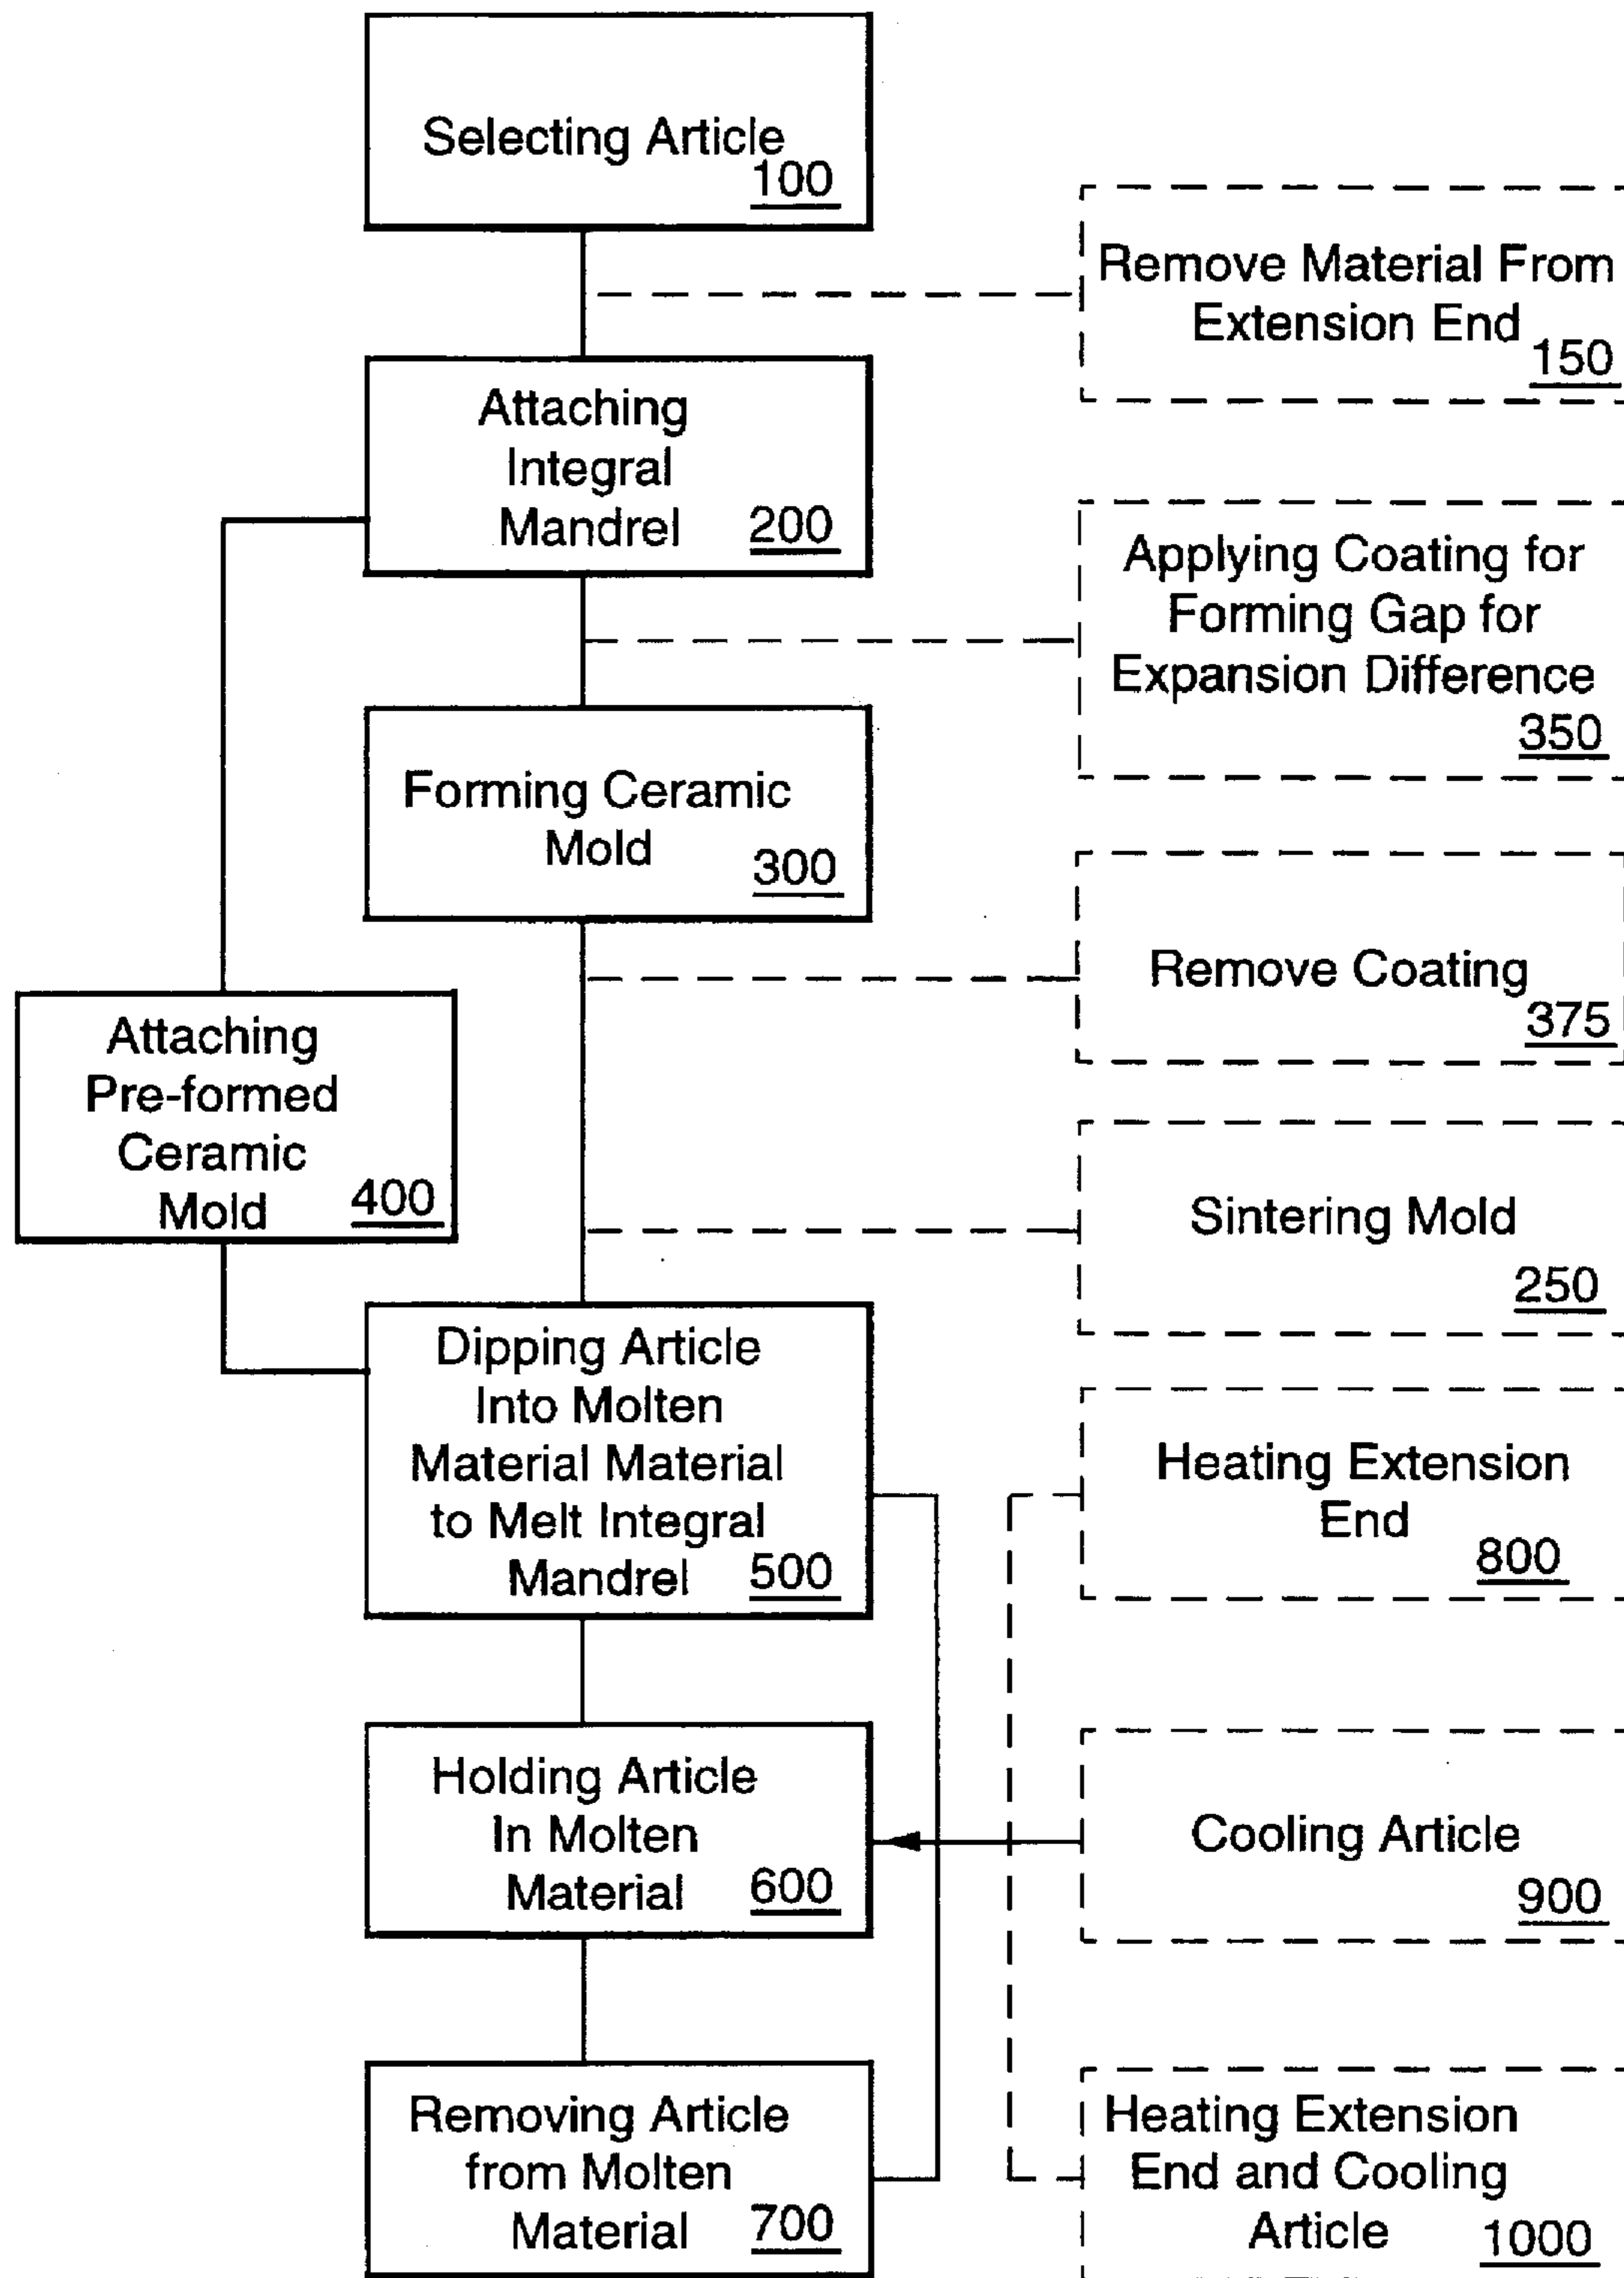 Selecting Article
100
Remove Material From
Extension End
150
Attaching
Integral
Mandrel 200
Applying Coating for
Forming Gap for
Expansion Difference
350
Forming Ceramic
Mold
300
Remove Coating
375
Attaching
Pre-formed
Ceramic
Mold 400
Sintering Mold
250
Dipping Article
Into Molten
Material Material
to Melt Integral
Mandrel 500
Heating Extension
End
800
Holding Article
In Molten
Material 600
Cooling Article
900
Removing Article
from Molten
Material 700
Heating Extension
End and Cooling
Article 1000